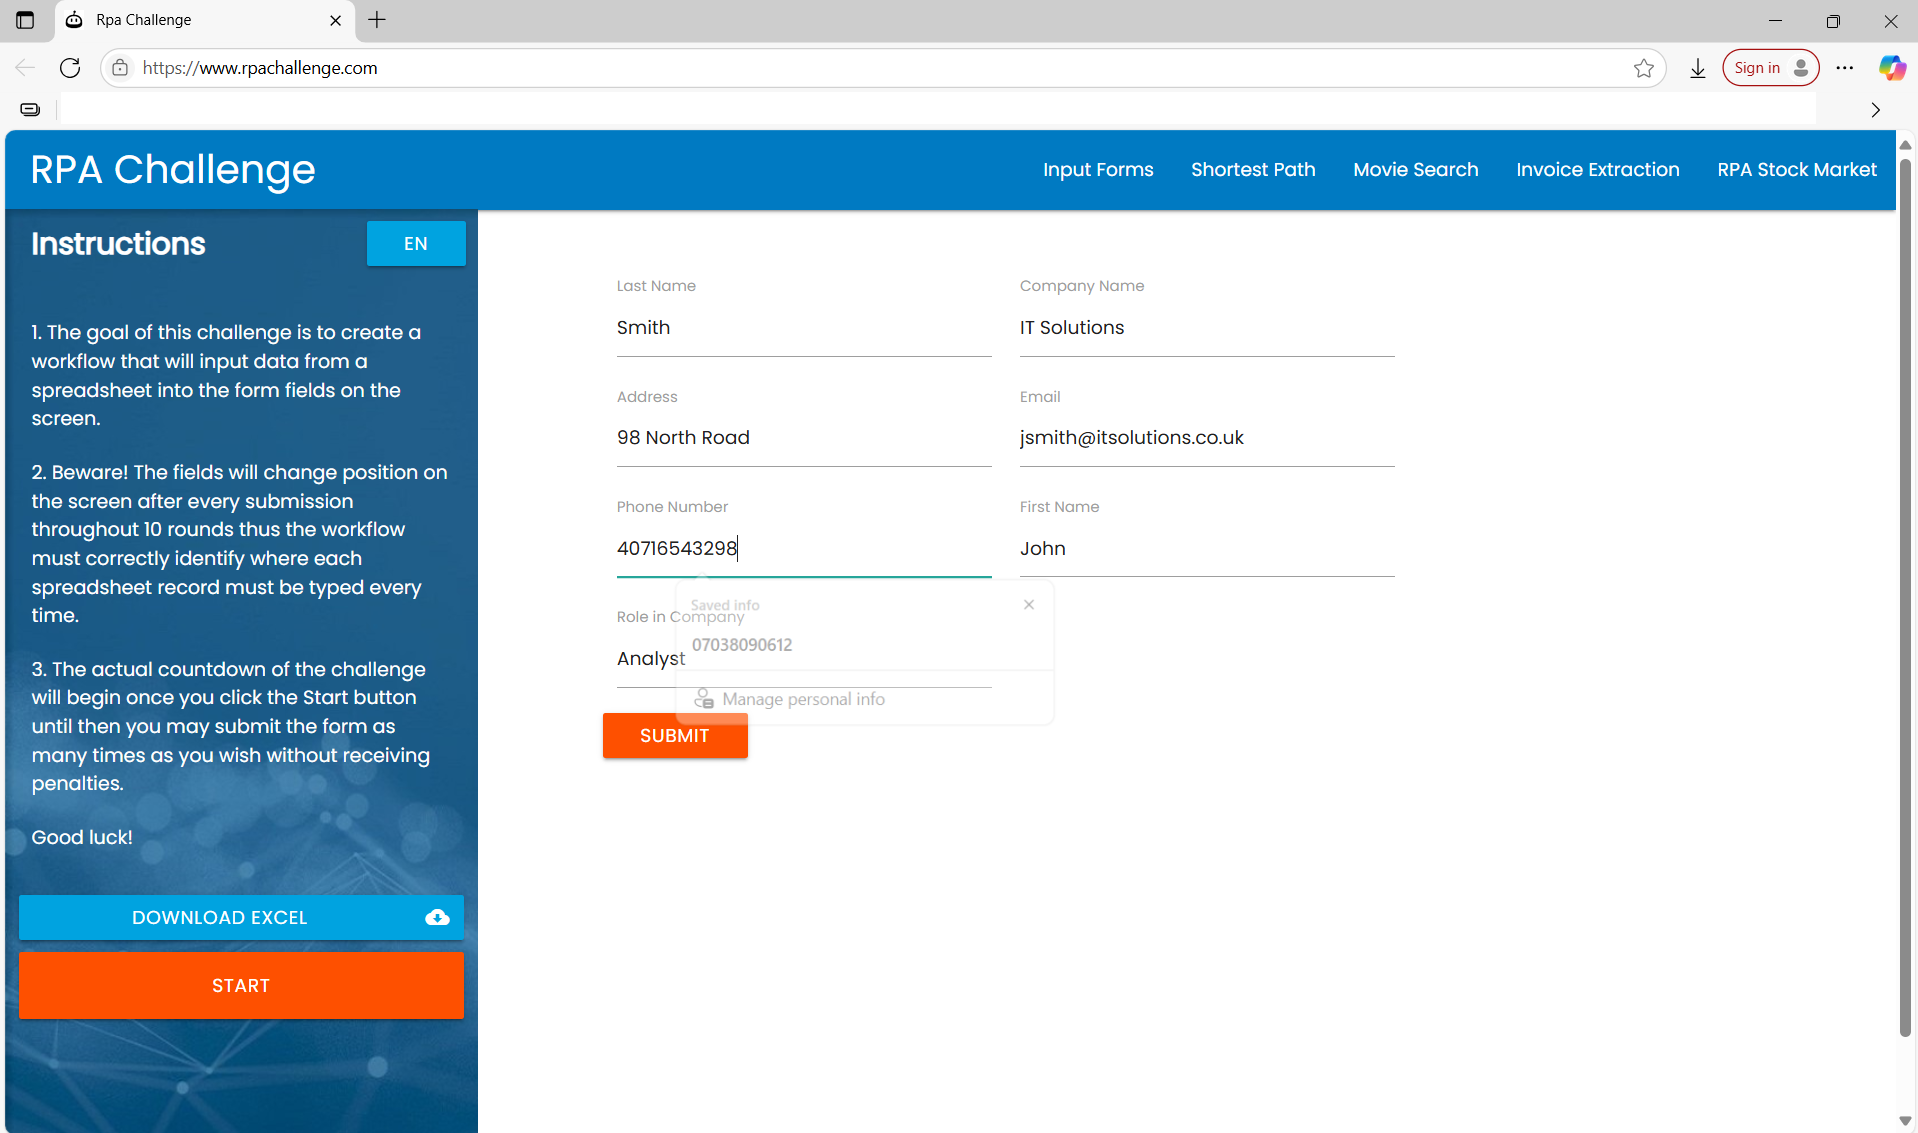 Rpa Challenge
https://www.rpachallenge.com
Sign in
RPA Challenge
Input Forms
Shortest Path
Movie Search
Invoice Extraction
RPA Stock Market
Instructions
EN
1. The goal of this challenge is to create a
workflow that will input data from a
spreadsheet into the form fields on the
screen.
2. Beware! The fields will change position on
the screen after every submission
throughout 10 rounds thus the workflow
must correctly identify where each
spreadsheet record must be typed every
time.
3. The actual countdown of the challenge
will begin once you click the Start button
until then you may submit the form as
many times as you wish without receiving
penalties.
Good luck!
DOWNLOAD EXCEL
START
Last Name
Smith
Company Name
IT Solutions
Address
98 North Road
Email
jsmith@itsolutions.co.uk
Phone Number
40716543298
First Name
John
Role in Company
Analyst
Saved info
07038090612
Manage personal info
SUBMIT